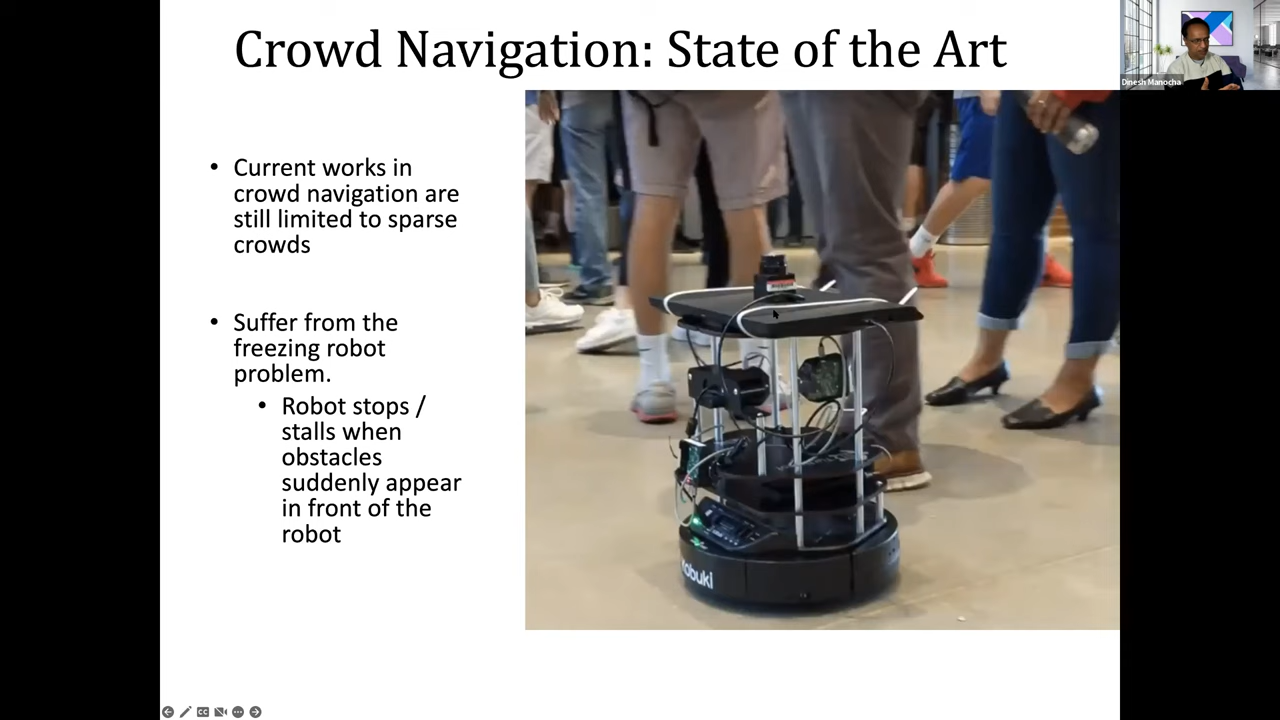 Crowd Navigation: State of the Art
Dinesh Manocha
• Current works in
crowd navigation are
still limited to sparse
crowds
• Suffer from the
freezing robot
problem.
• Robot stops /
stalls when
obstacles
suddenly appear
in front of the
robot
kobuki
CC